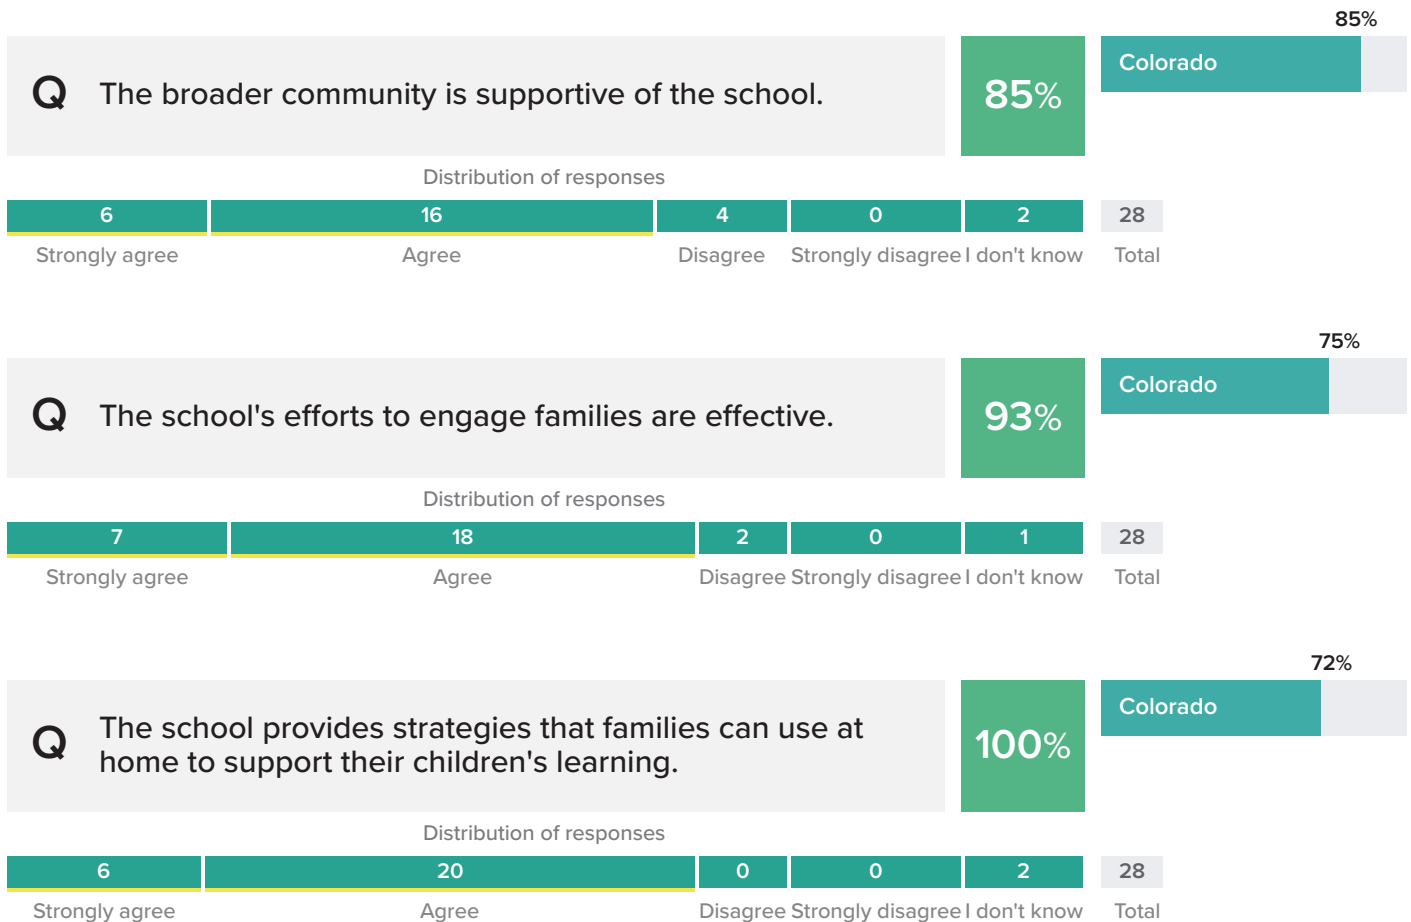 85%
Q The broader community is supportive of the school. 85% Colorado
Distribution of responses
6 16 4 0 2 28
Strongly agree Agree Disagree Strongly disagree I don't know Total
75%
Q The school's efforts to engage families are effective. 93% Colorado
Distribution of responses
7 18 2 0 1 28
Strongly agree Agree Disagree Strongly disagree I don't know Total
72%
Colorado
Q The school provides strategies that families can use at
home to support their children's learning. 100%
Distribution of responses
6 20 0 0 2 28
Strongly agree Agree Disagree Strongly disagree I don't know Total